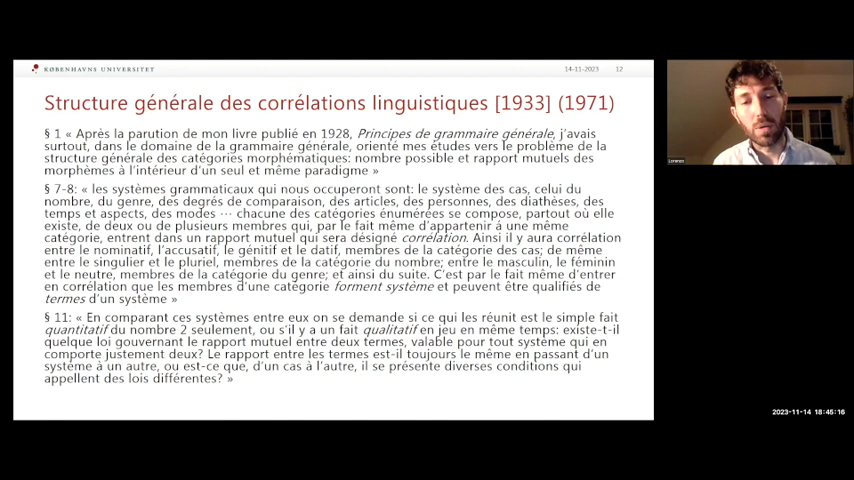 KØBENHAVNS UNIVERSITET
14-11-2023 12
Structure générale des corrélations linguistiques [1933] (1971)
§ 1 « Après la parution de mon livre publié en 1928, Principes de grammaire générale, j’avais
surtout, dans le domaine de la grammaire générale, orienté mes études vers le problème de la
structure générale des catégories morphématiques: nombre possible et rapport mutuels des
morphèmes à l’intérieur d’un seul et même paradigme »
§ 7-8: « les systèmes grammaticaux qui nous occuperont sont: le système des cas, celui du
nombre, du genre, des degrés de comparaison, des articles, des personnes, des diathèses, des
temps et aspects, des modes ··· chacune des catégories énumérées se compose, partout où elle
existe, de deux ou de plusieurs membres qui, par le fait même d’appartenir á une même
catégorie, entrent dans un rapport mutuel qui sera désigné corrélation. Ainsi il y aura corrélation
entre le nominatif, l’accusatif, le génitif et le datif, membres de la catégorie des cas; de même
entre le singulier et le pluriel, membres de la catégorie du nombre; entre le masculin, le féminin
et le neutre, membres de la catégorie du genre; et ainsi du suite. C’est par le fait même d’entrer
en corrélation que les membres d’une catégorie forment système et peuvent être qualifiés de
termes d’un système »
§ 11: « En comparant ces systèmes entre eux on se demande si ce qui les réunit est le simple fait
quantitatif du nombre 2 seulement, ou s’il y a un fait qualitatif en jeu en même temps: existe-t-il
quelque loi gouvernant le rapport mutuel entre deux termes, valable pour tout système qui en
comporte justement deux? Le rapport entre les termes est-il toujours le même en passant d’un
système à un autre, ou est-ce que, d’un cas à l’autre, il se présente diverses conditions qui
appellent des lois différentes? »
Lorenzo
2023-11-14 18:45:16